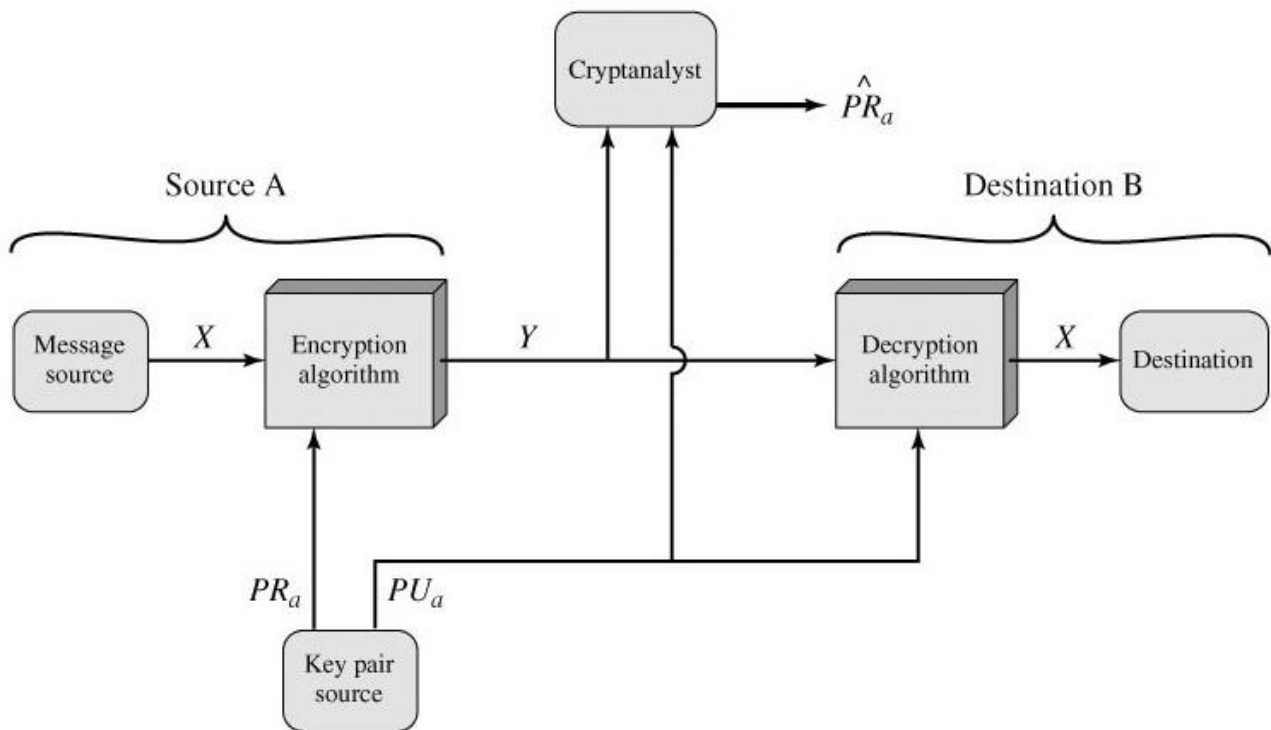 Cryptanalyst
P̂R_a
Source A
Destination B
Message
source
X
Encryption
algorithm
Y
Decryption
algorithm
X
Destination
PR_a
PU_a
Key pair
source